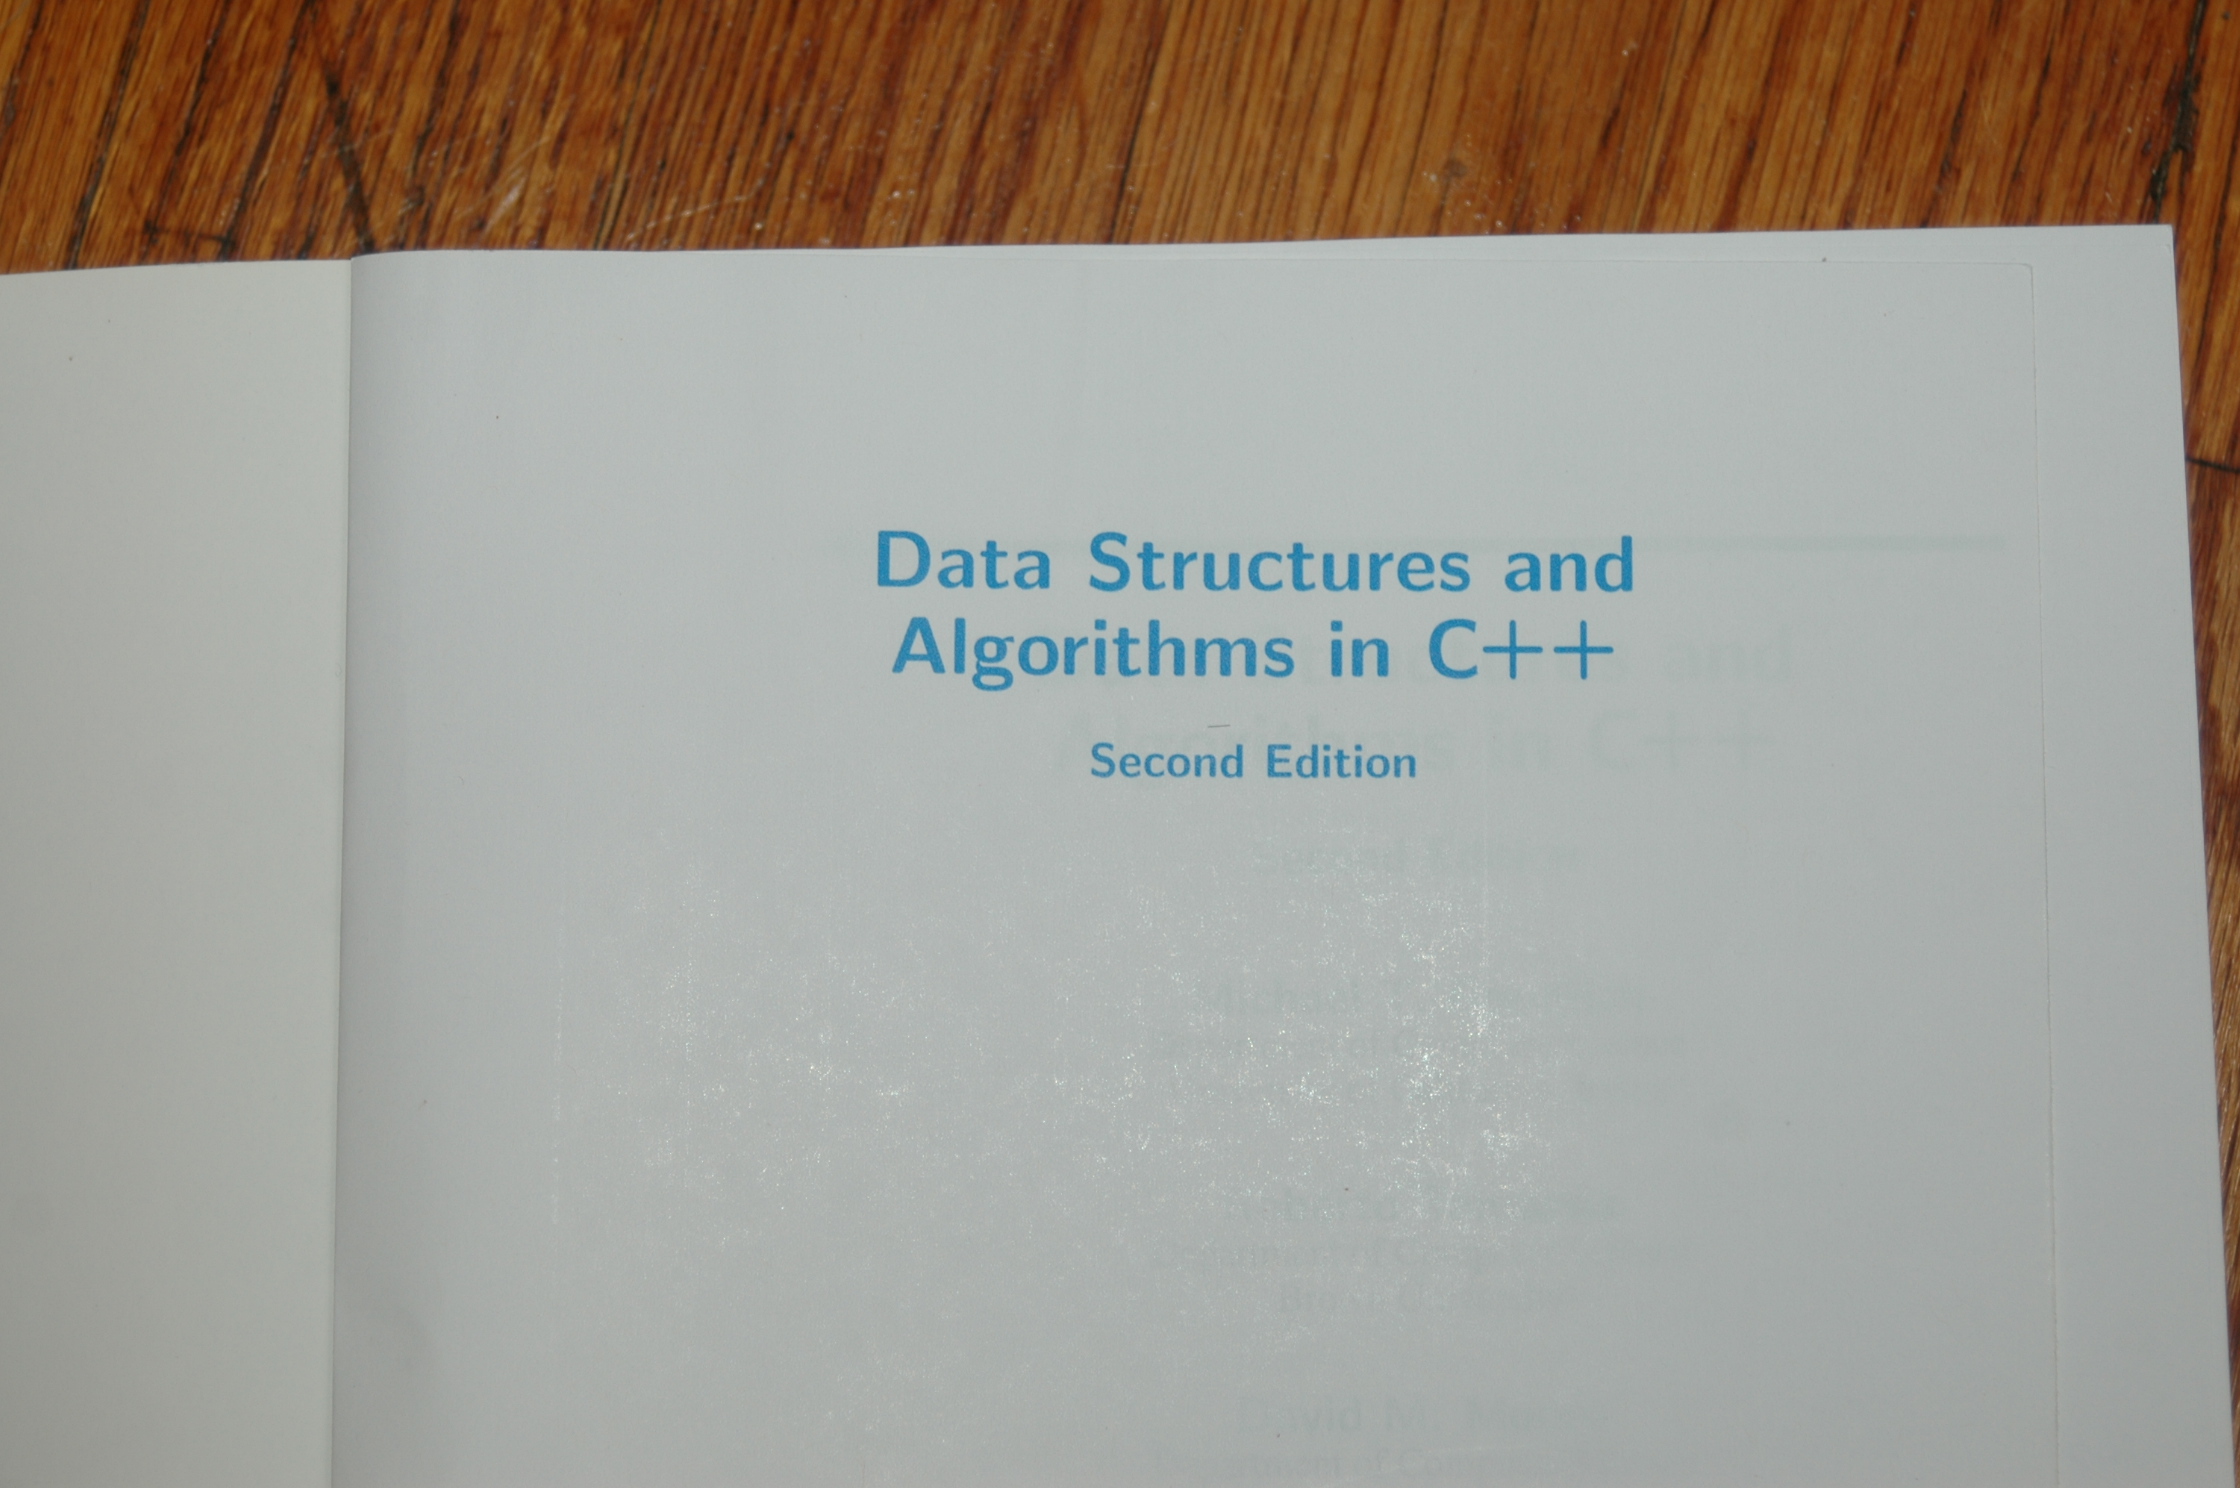 Data Structures and
Algorithms in C++
Second Edition